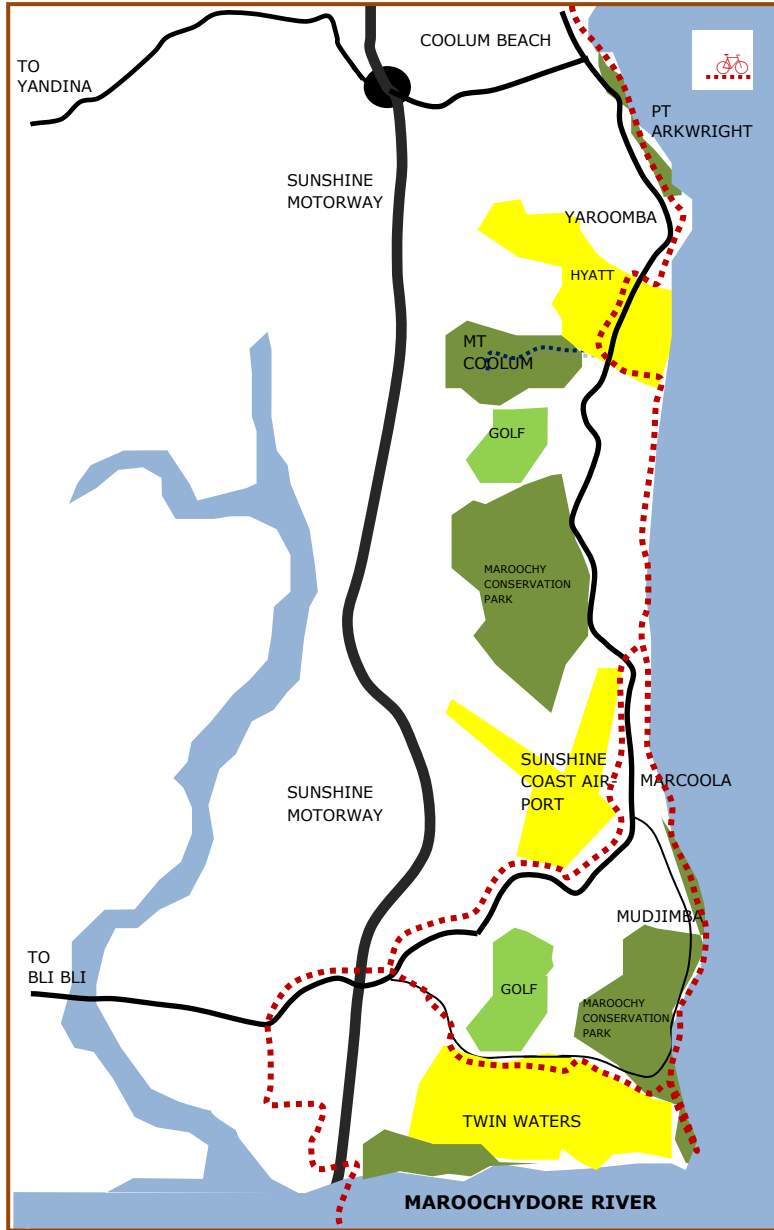 COOLUM BEACH
TO
YANDINA
PT
ARKWRIGHT
SUNSHINE
MOTORWAY
YAROOMBA
HYATT
MT
COOLUM
GOLF
MAROOCHY
CONSERVATION
PARK
SUNSHINE
COAST AIR-
PORT
MARCOOLA
SUNSHINE
MOTORWAY
MUDJIMBA
TO
BLI BLI
GOLF
MAROOCHY
CONSERVATION
PARK
TWIN WATERS
MAROOCHYDORE RIVER